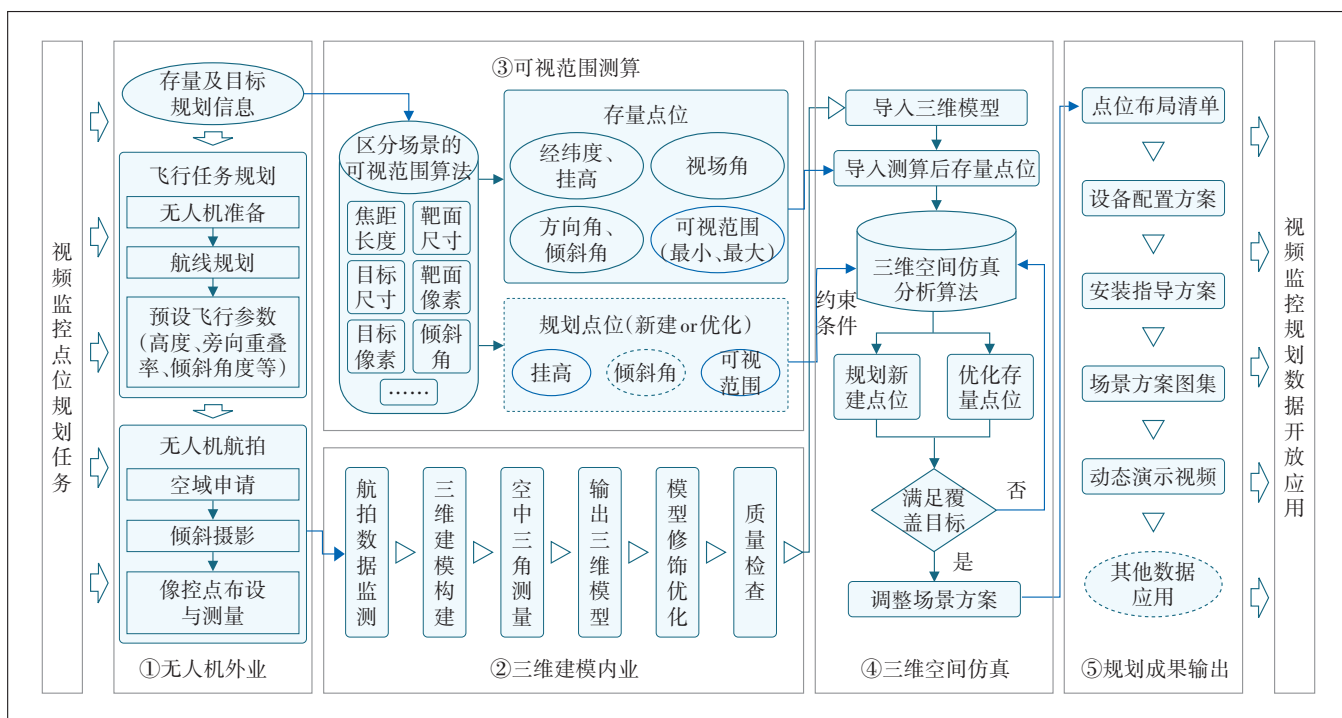 视频监控点位规划任务
存量及目标
规划信息
飞行任务规划
无人机准备
航线规划
预设飞行参数
(高度、旁向重叠
率、倾斜角度等)
无人机航拍
空域申请
倾斜摄影
像控点布设
与测量
①无人机外业
③可视范围测算
区分场景的
可视范围算法
焦距
长度
靶面
尺寸
目标
尺寸
靶面
像素
目标
像素
倾斜
角
……
存量点位
经纬度、
挂高
视场角
方向角、
倾斜角
可视范围
(最小、最大)
规划点位(新建or优化)
挂高
倾斜角
可视
范围
航拍数据监测
三维建模构建
空中三角测量
输出三维模型
模型修饰优化
质量检查
②三维建模内业
导入三维模型
导入测算后存量点位
三维空间仿真
分析算法
约束
条件
规划新
建点位
优化存
量点位
满足覆
盖目标
否
是
调整场景方案
④三维空间仿真
点位布局清单
设备配置方案
安装指导方案
场景方案图集
动态演示视频
其他数据
应用
⑤规划成果输出
视频监控规划数据开放应用